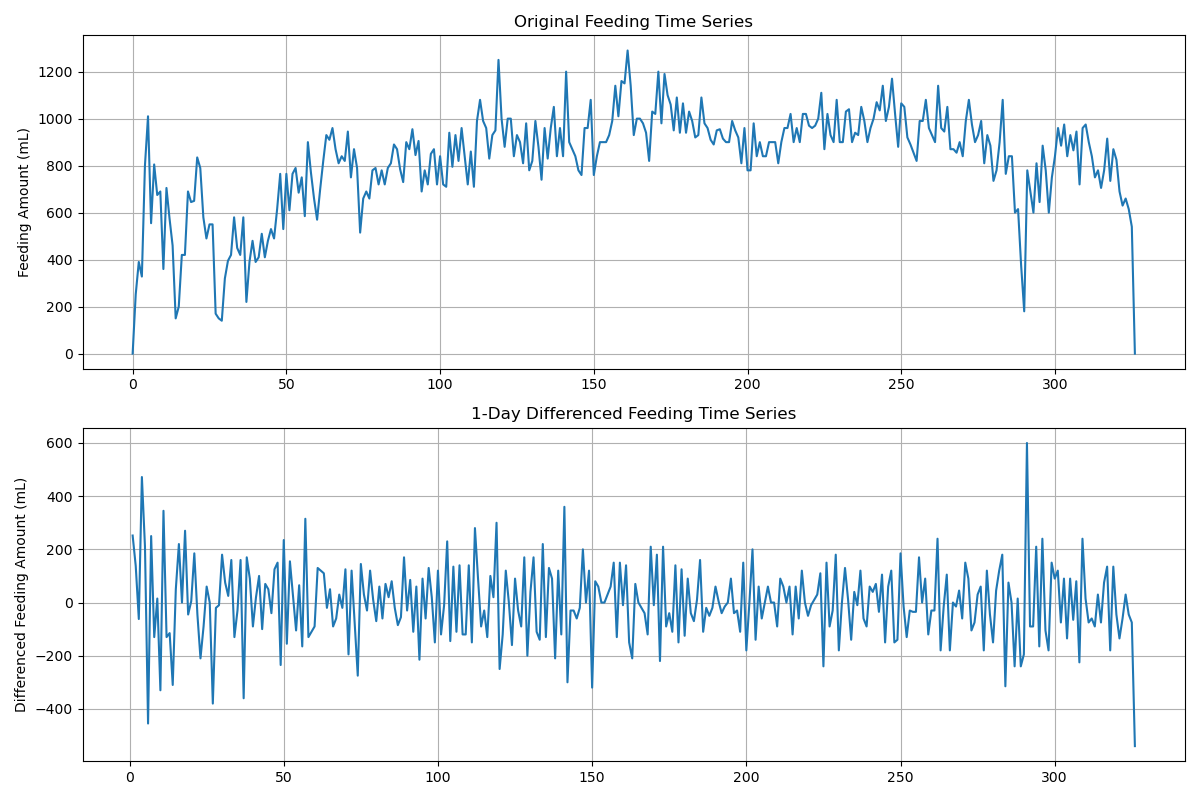 Original Feeding Time Series
Feeding Amount (mL)
1200
1000
800
600
400
200
0
0 50 100 150 200 250 300
1-Day Differenced Feeding Time Series
Differenced Feeding Amount (mL)
600
400
200
0
−200
−400
0 50 100 150 200 250 300